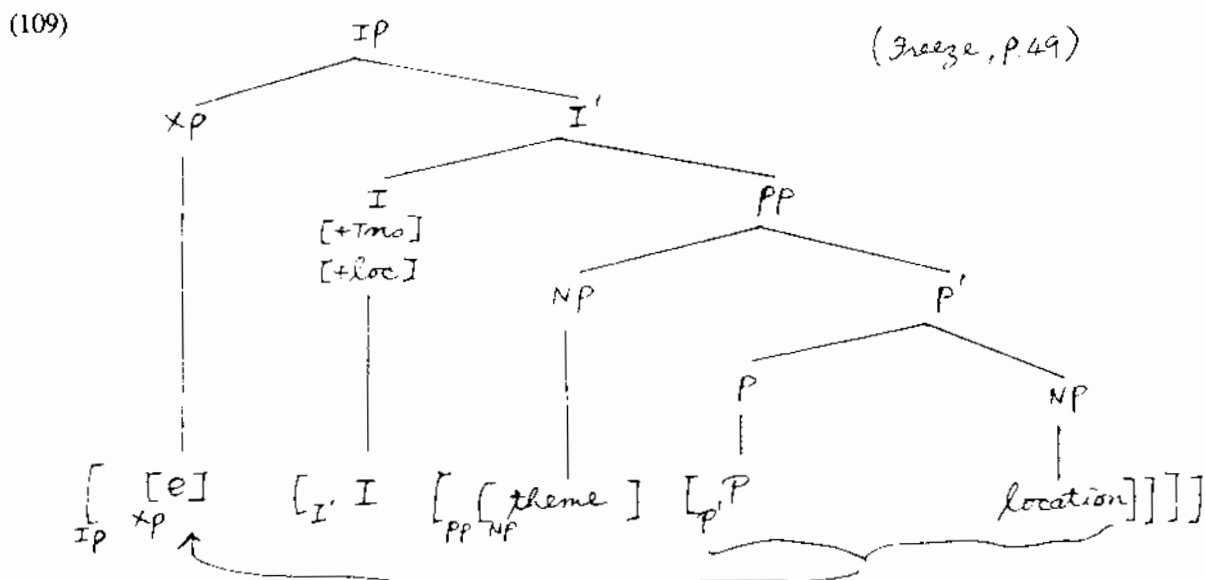 (109)
IP
(Freeze, p.49)
XP I'
I PP
[+Tns]
[+loc]
NP P'
P NP
[IP [XP [e] [I' I [PP [NP theme] [P' P location]]]]